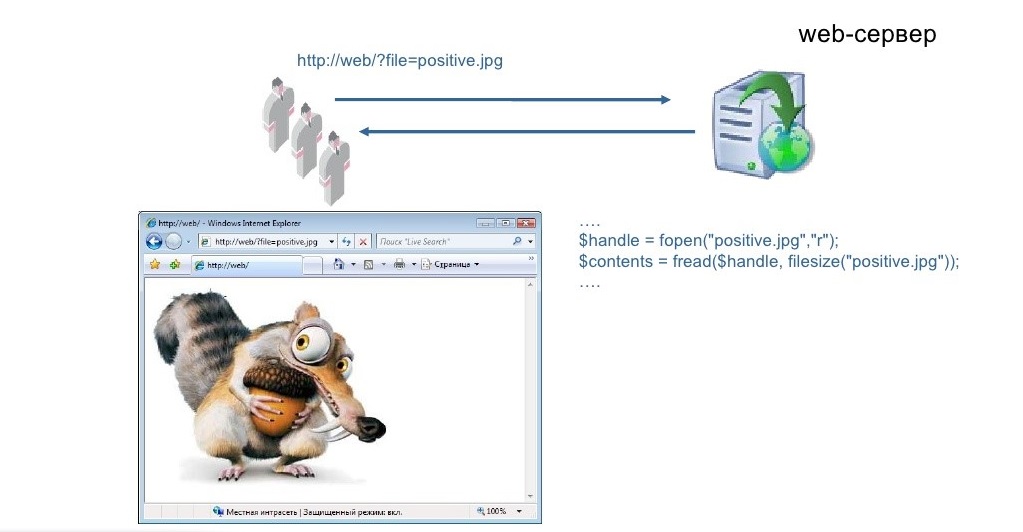 web-сервер
http://web/?file=positive.jpg
http://web/ - Windows Internet Explorer
http://web/?file=positive.jpg
Поиск "Live Search"
http://web/
Страница
Местная интрасеть | Защищенный режим: вкл.
100%
....
$handle = fopen("positive.jpg","r");
$contents = fread($handle, filesize("positive.jpg"));
....